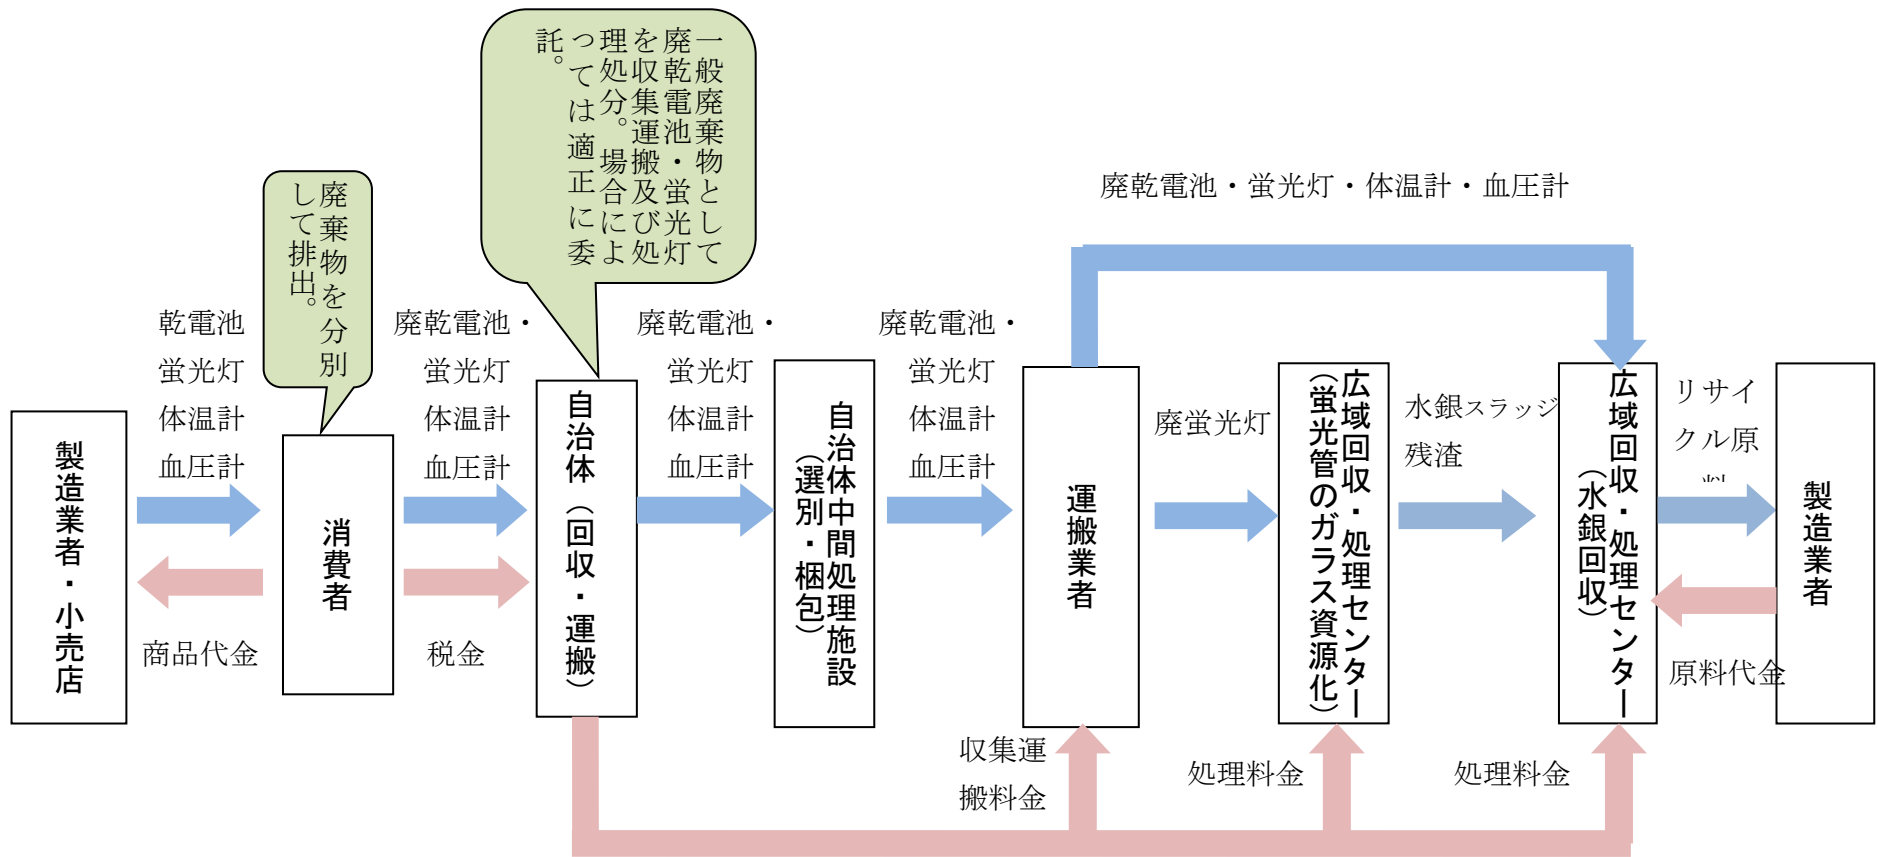 一般廃棄物として
廃乾電池・蛍光灯
を収集運搬及び処
理処分。場合によ
っては適正に委
託。
廃棄物を分別
して排出。
廃乾電池・蛍光灯・体温計・血圧計
乾電池
蛍光灯
体温計
血圧計
廃乾電池・
蛍光灯
体温計
血圧計
廃乾電池・
蛍光灯
体温計
血圧計
廃乾電池・
蛍光灯
体温計
血圧計
廃蛍光灯
水銀スラッジ
残渣
リサイ
クル原
製造業者・小売店
消費者
自治体（回収・運搬）
自治体中間処理施設
（選別・梱包）
運搬業者
広域回収・処理センター
（蛍光管のガラス資源化）
広域回収・処理センター
（水銀回収）
製造業者
商品代金
税金
収集運
搬料金
処理料金
処理料金
原料代金